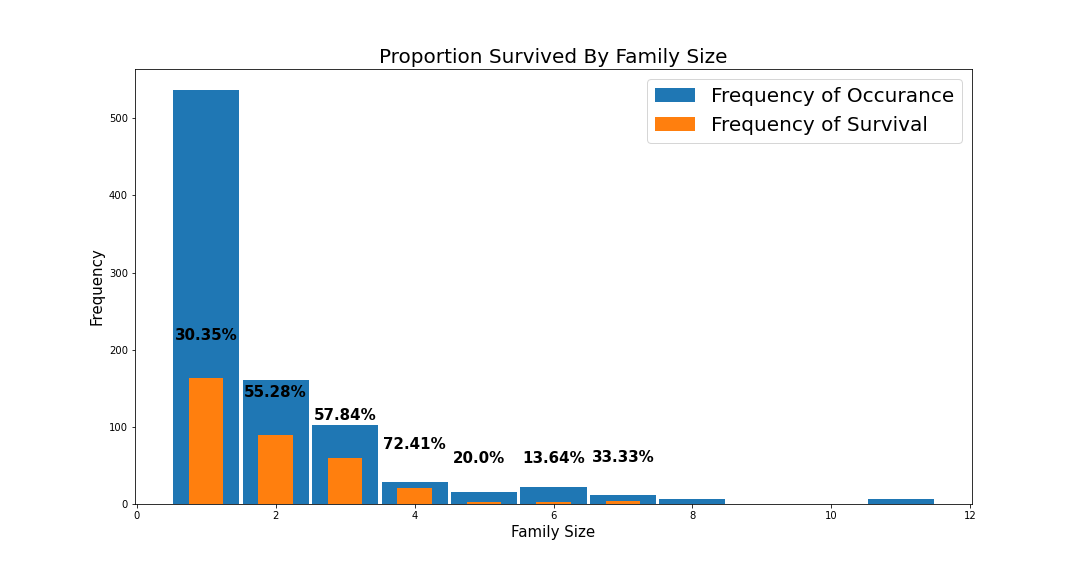 Proportion Survived By Family Size
Frequency of Occurance
Frequency of Survival
Frequency
500
400
300
200
100
0
30.35%
55.28%
57.84%
72.41%
20.0%
13.64%
33.33%
0 2 4 6 8 10 12
Family Size